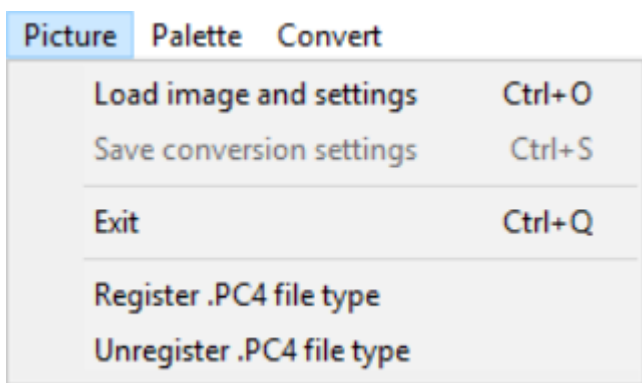 Picture Palette Convert
Load image and settings Ctrl+O
Save conversion settings Ctrl+S
Exit Ctrl+Q
Register .PC4 file type
Unregister .PC4 file type